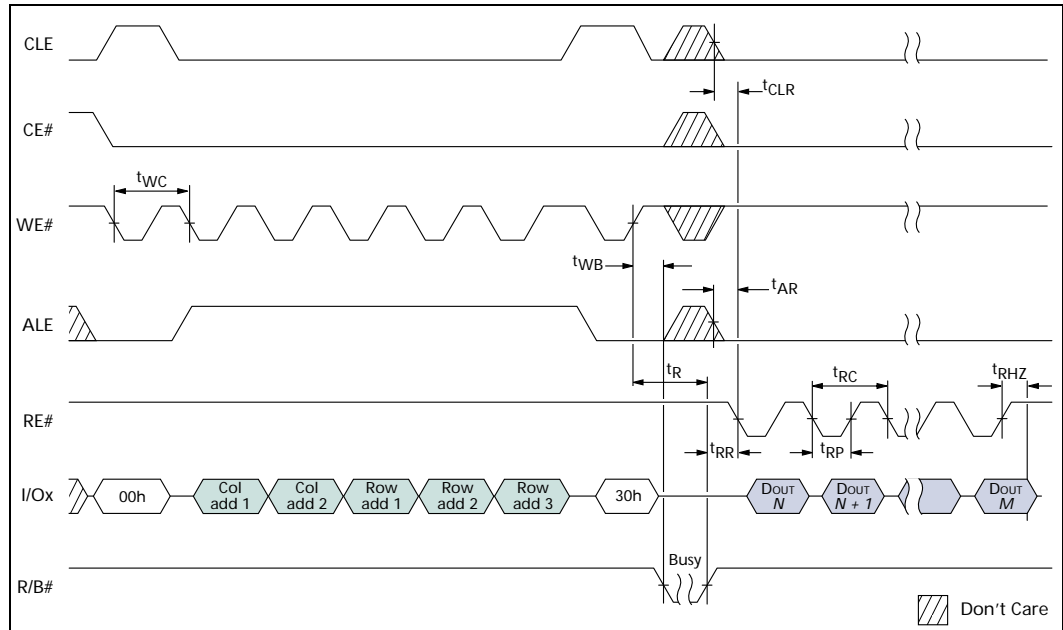 CLE
tCLR
CE#
tWC
WE#
tWB
tAR
ALE
tR
tRC
tRHZ
RE#
tRR
tRP
I/Ox
00h
Col
add 1
Col
add 2
Row
add 1
Row
add 2
Row
add 3
30h
DOUT
N
DOUT
N + 1
DOUT
M
Busy
R/B#
Don't Care